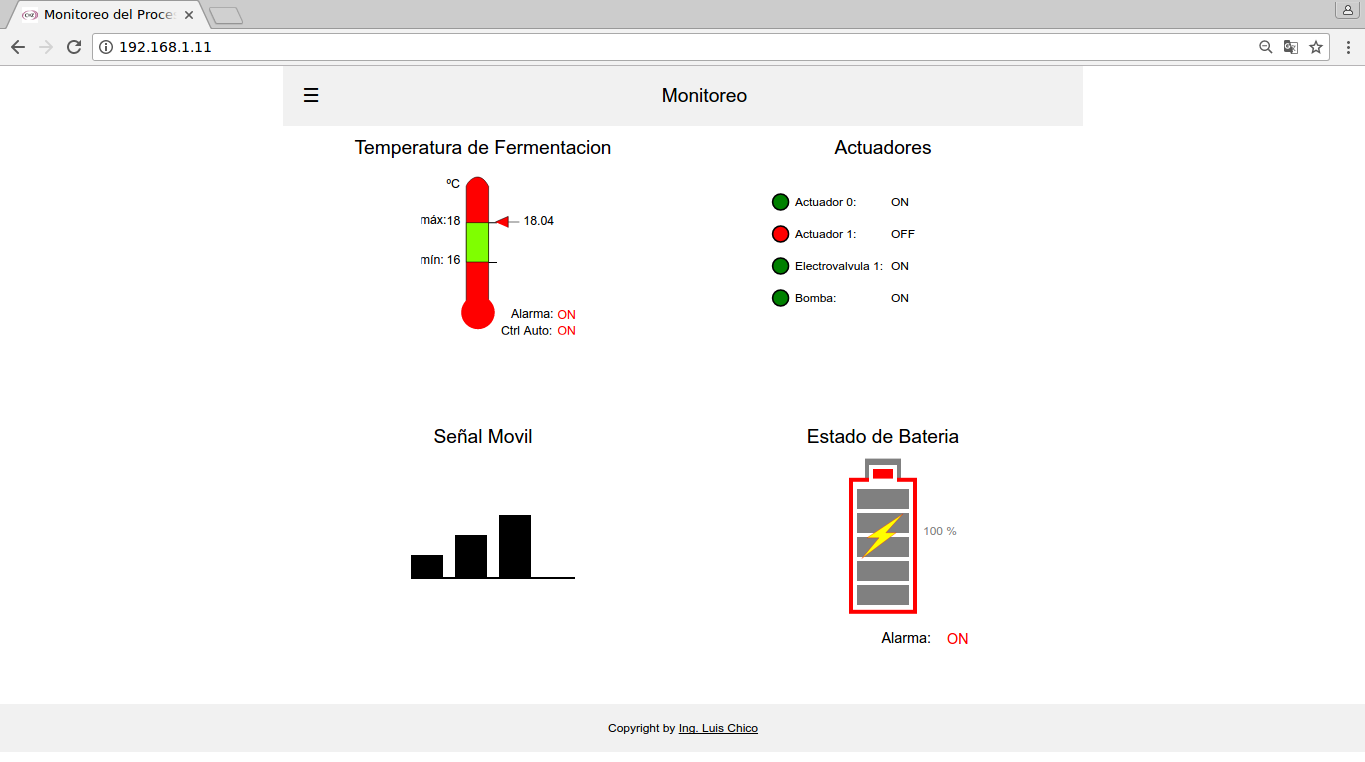 Monitoreo del Proces
192.168.1.11
☰ Monitoreo
Temperatura de Fermentacion
ºC
máx:18
18.04
mín: 16
Alarma: ON
Ctrl Auto: ON
Actuadores
Actuador 0: ON
Actuador 1: OFF
Electrovalvula 1: ON
Bomba: ON
Señal Movil
Estado de Bateria
100 %
Alarma: ON
Copyright by Ing. Luis Chico